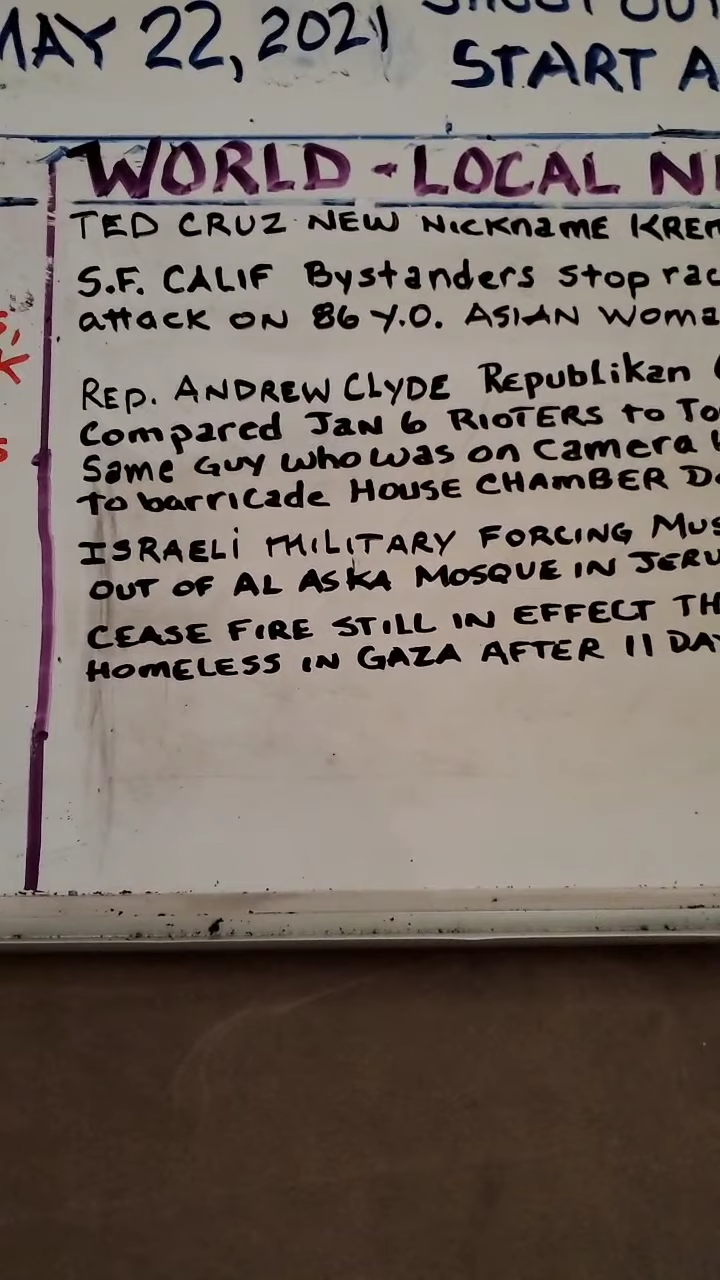 MAY 22, 2021
START A
WORLD - LOCAL
TED CRUZ NEW NICKNAME
S.F. CALIF Bystanders stop
attack ON 86 Y.O. ASIAN
REP. ANDREW CLYDE Republikan
Compared Jan 6 RIOTERS to
Same GUY who was on camera
to barricade HOUSE CHAMBER
ISRAELI MILITARY FORCING
OUT OF AL ASKA MOSQUE IN
CEASE FIRE STILL IN EFFECT
HOMELESS IN GAZA AFTER 11